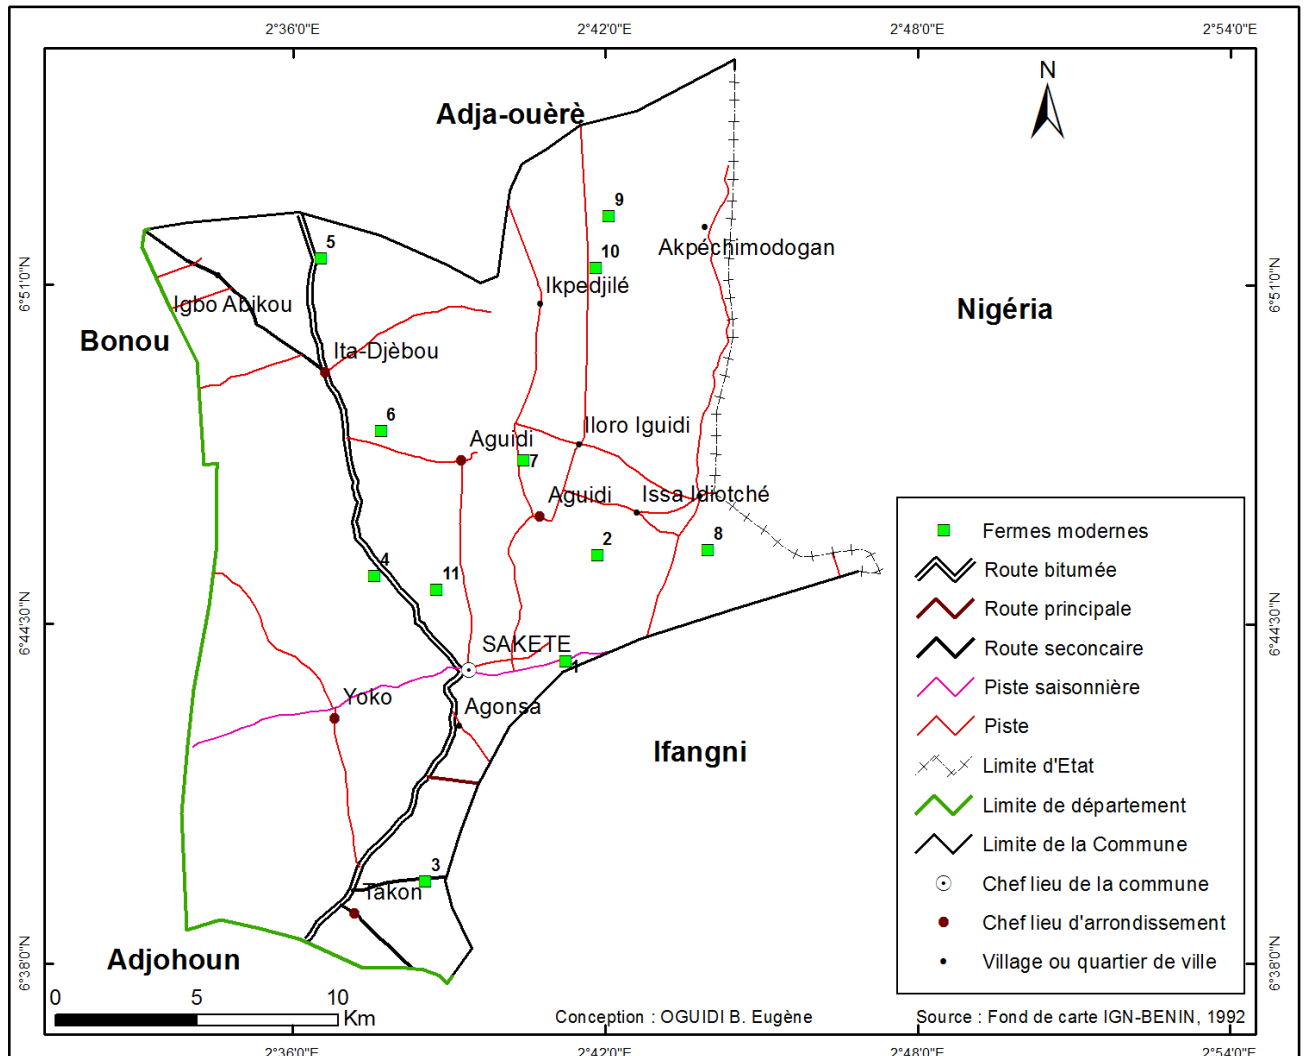 2°36'0"E
2°42'0"E
2°48'0"E
2°54'0"E
N
Adja-ouèrè
9
5
Akpéchimodogan
10
6°51'0"N
6°51'0"N
Ikpedjilé
Igbo Abikou
Nigéria
Bonou
Ita-Djèbou
6
Iloro Iguidi
Aguidi
7
Aguidi
Issa Idiotché
2
8
4
11
6°44'30"N
6°44'30"N
SAKETE
1
Yoko
Agonsa
Ifangni
3
Takon
Adjohoun
6°38'0"N
6°38'0"N
Fermes modernes
Route bitumée
Route principale
Route seconcaire
Piste saisonnière
Piste
Limite d'Etat
Limite de département
Limite de la Commune
Chef lieu de la commune
Chef lieu d'arrondissement
Village ou quartier de ville
0 5 10
Km
Conception : OGUIDI B. Eugène
Source : Fond de carte IGN-BENIN, 1992
2°36'0"E
2°42'0"E
2°48'0"E
2°54'0"E